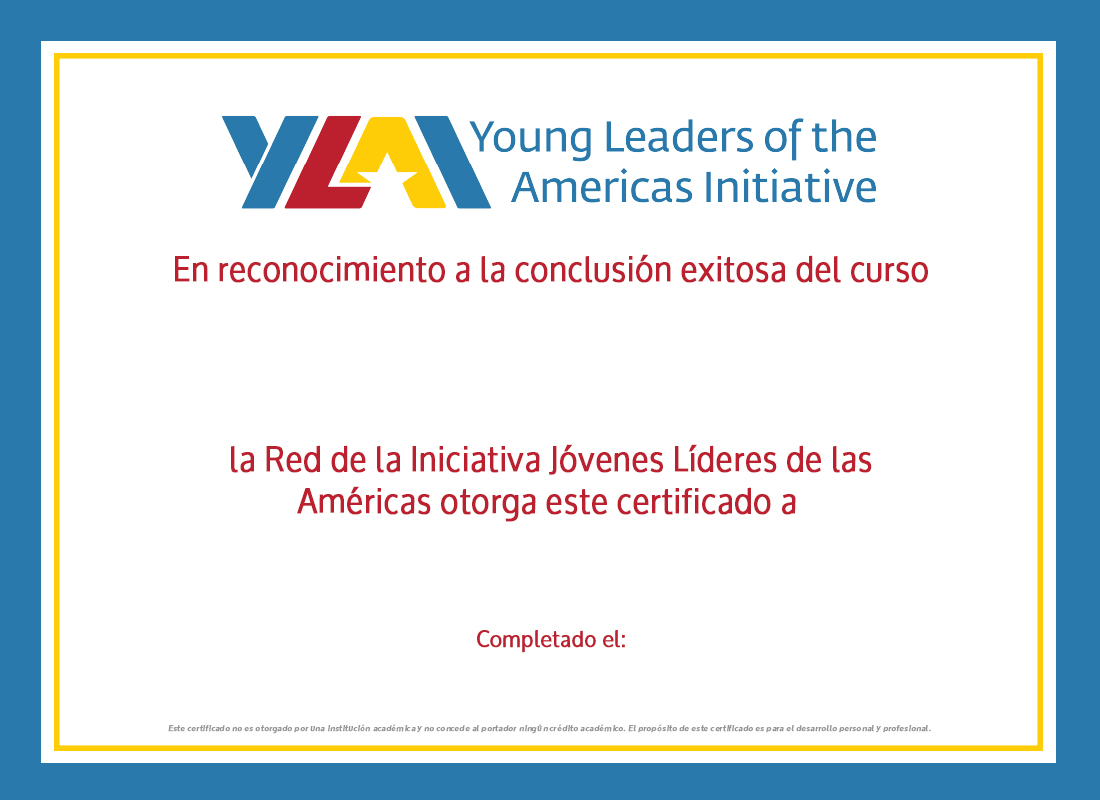 YLAI Young Leaders of the
Americas Initiative
En reconocimiento a la conclusión exitosa del curso
la Red de la Iniciativa Jóvenes Líderes de las
Américas otorga este certificado a
Completado el:
Este certificado no es otorgado por una institución académica y no concede al portador ningún crédito académico. El propósito de este certificado es para el desarrollo personal y profesional.